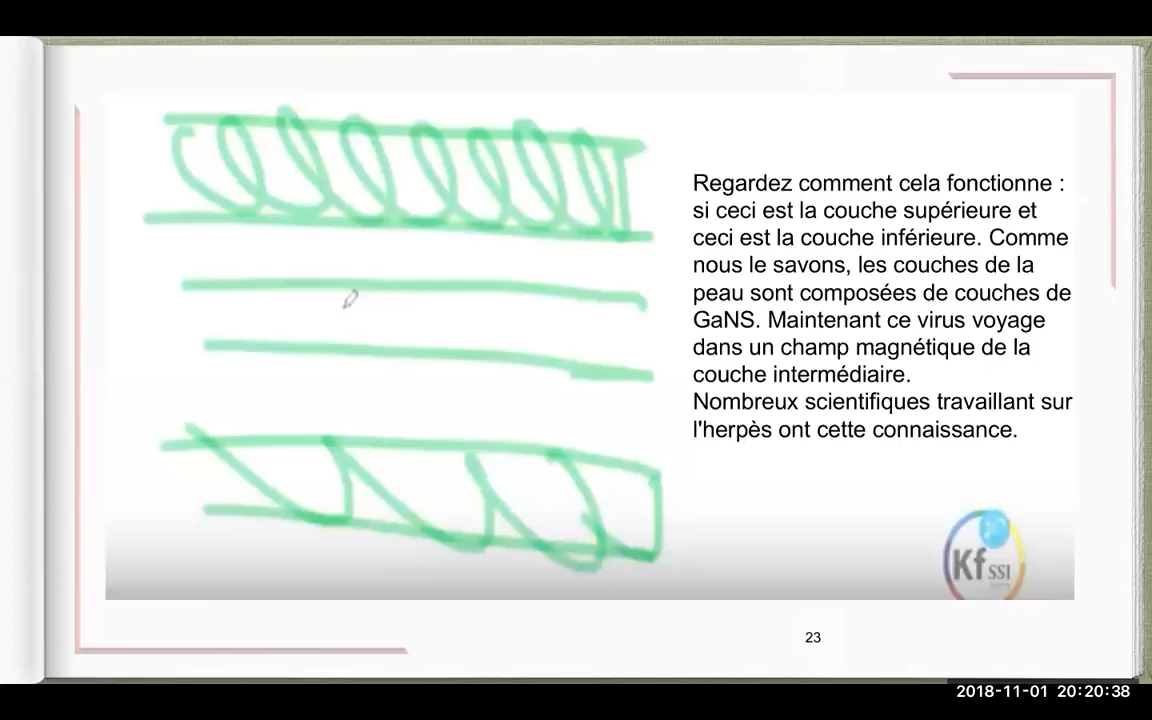 Regardez comment cela fonctionne :
si ceci est la couche supérieure et
ceci est la couche inférieure. Comme
nous le savons, les couches de la
peau sont composées de couches de
GaNS. Maintenant ce virus voyage
dans un champ magnétique de la
couche intermédiaire.
Nombreux scientifiques travaillant sur
l'herpès ont cette connaissance.
Kf SSI
23
2018-11-01 20:20:38